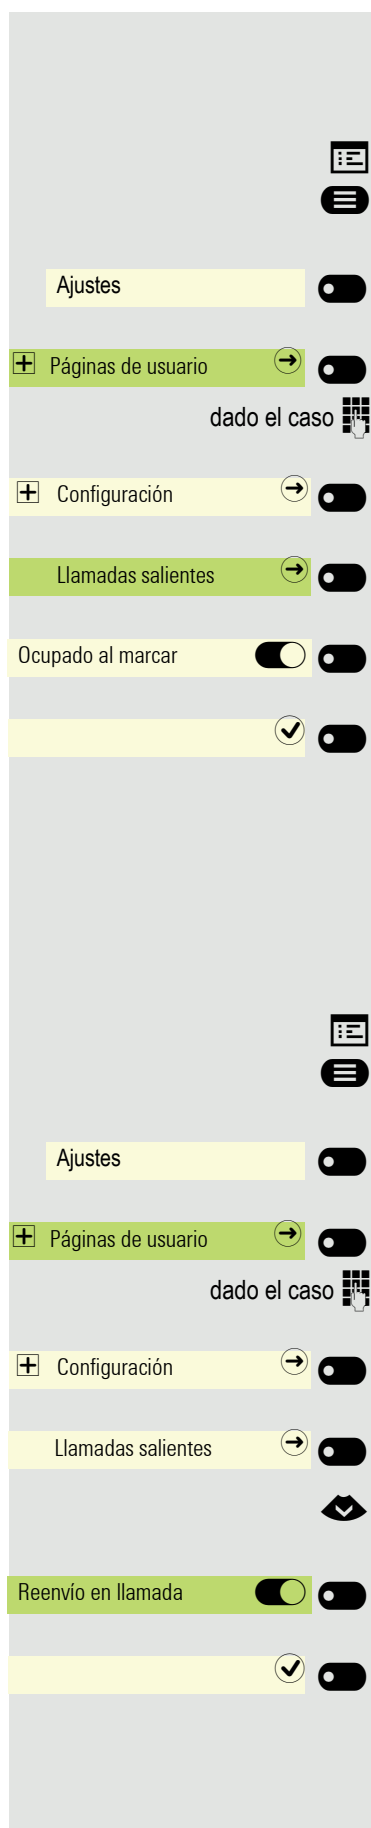 Ajustes
Páginas de usuario
dado el caso
Configuración
Llamadas salientes
Ocupado al marcar
Ajustes
Páginas de usuario
dado el caso
Configuración
Llamadas salientes
Reenvío en llamada